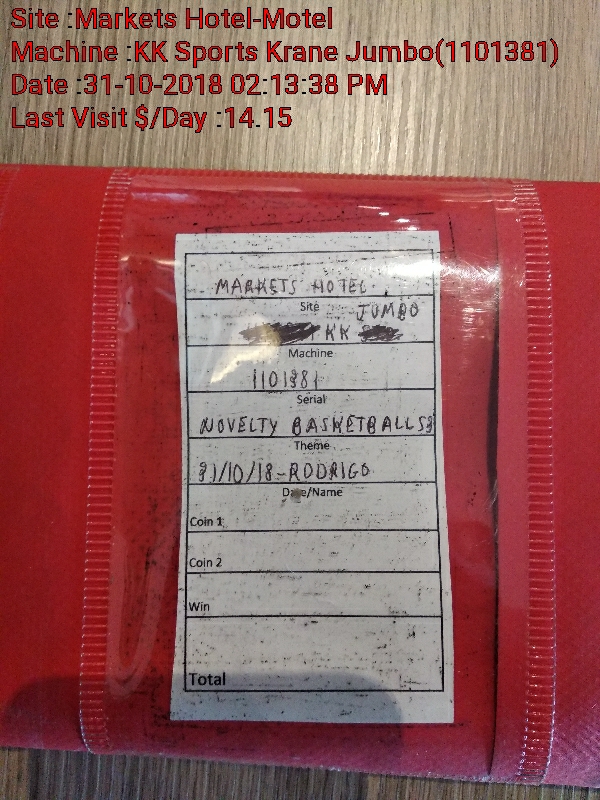 Site :Markets Hotel-Motel
Machine :KK Sports Krane Jumbo(1101381)
Date :31-10-2018 02:13:38 PM
Last Visit $/Day :14.15
MARKETS HOTEL
Site JUMBO
KK
Machine
1101381
Serial
NOVELTY BASKETBALLS
Theme
31/10/18-RODRIGO
Date/Name
Coin 1
Coin 2
Win
Total